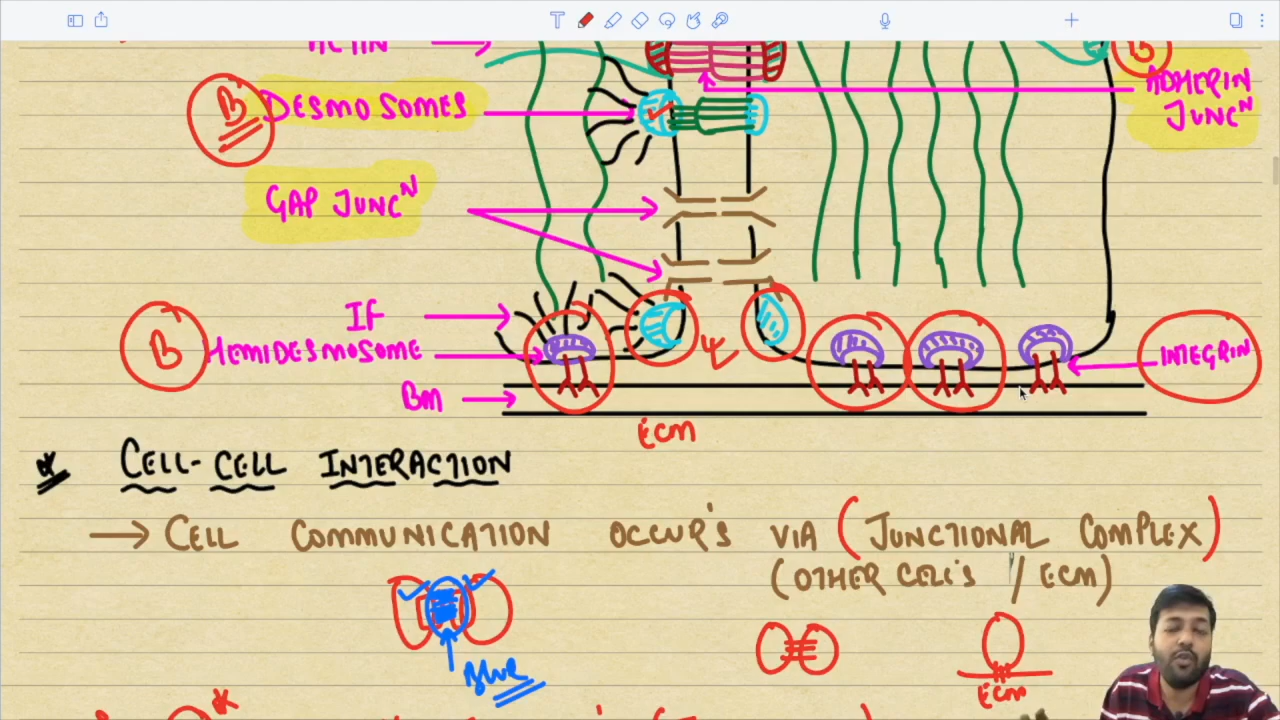 ACTIN
B DESMOSOMES
B
ADHERIN
JUNCᴺ
GAP JUNCᴺ
IF
B HEMIDESMOSOME
INTEGRIN
BM
ECM
* CELL-CELL INTERACTION
→ CELL COMMUNICATION OCCUR'S VIA (JUNCTIONAL COMPLEX)
(OTHER CELL'S / ECM)
Blue
ECM